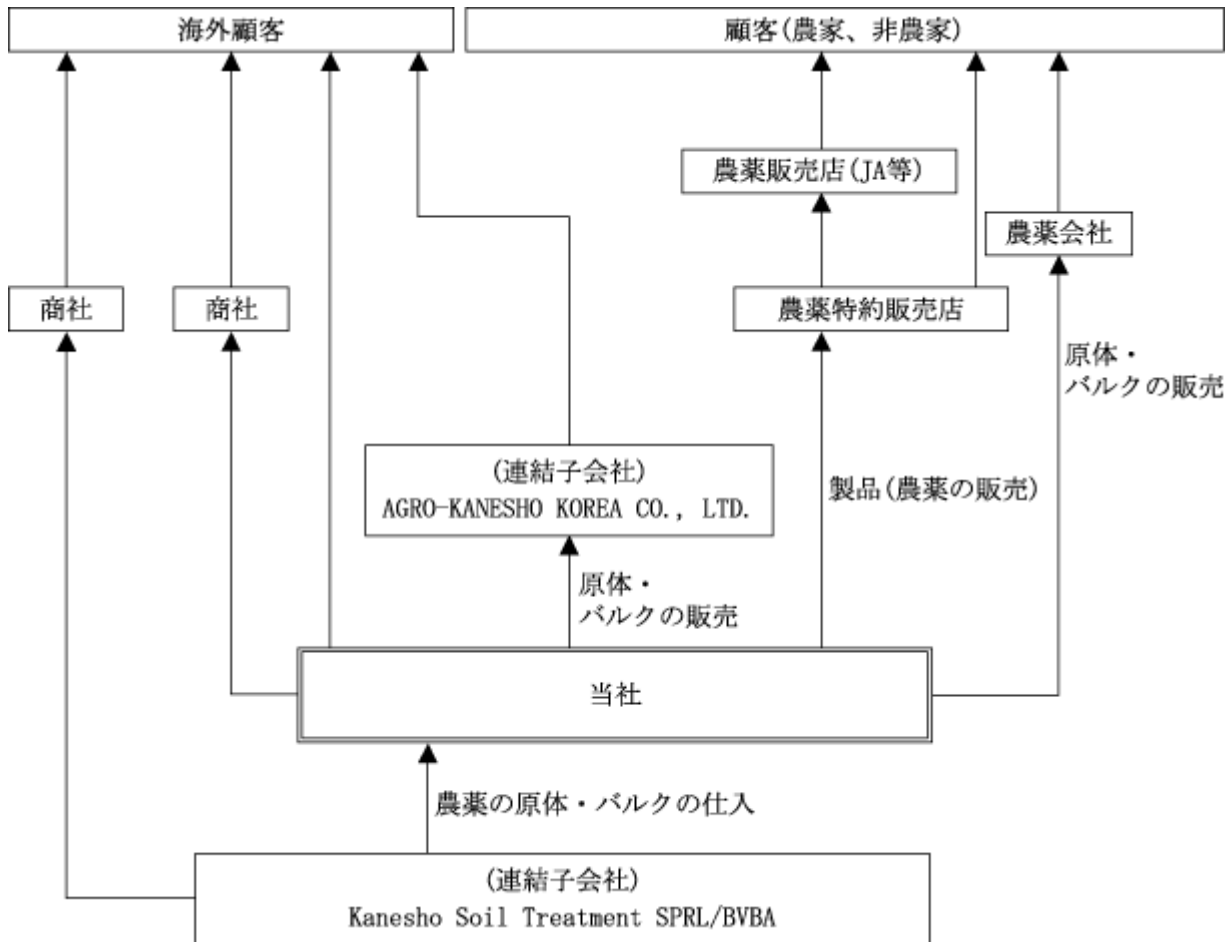 海外顧客
顧客(農家、非農家)
農薬販売店(JA等)
農薬会社
商社
商社
農薬特約販売店
原体・
バルクの販売
(連結子会社)
AGRO-KANESHO KOREA CO., LTD.
製品(農薬の販売)
原体・
バルクの販売
当社
農薬の原体・バルクの仕入
(連結子会社)
Kanesho Soil Treatment SPRL/BVBA